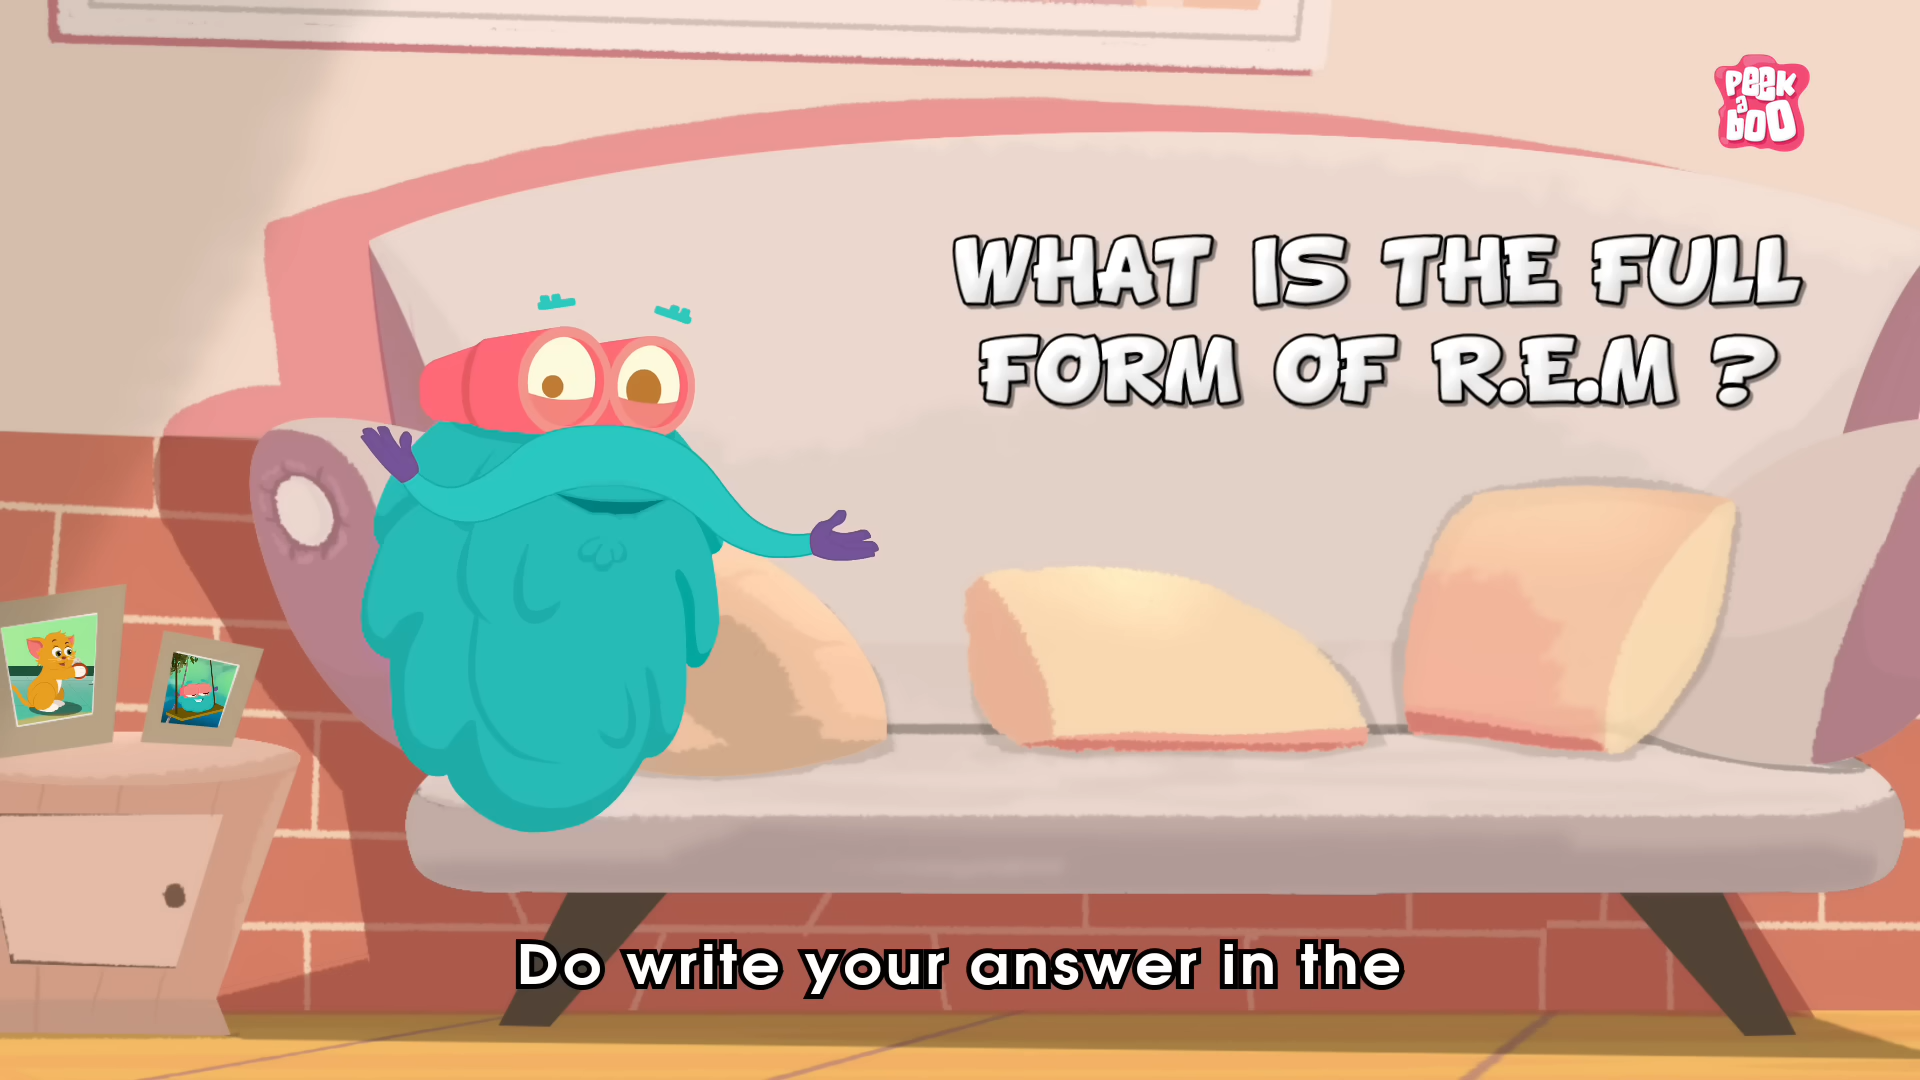 PEEK
a
boo
WHAT IS THE FULL
FORM OF R.E.M ?
Do write your answer in the